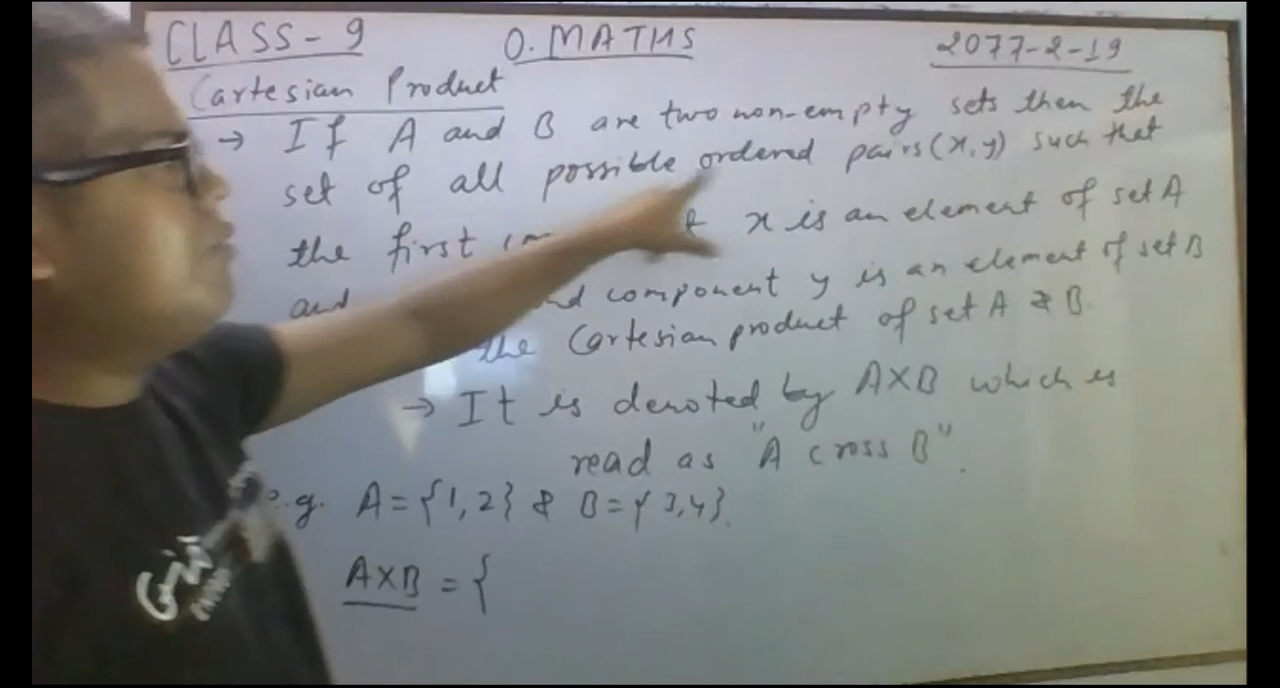 CLASS-9 O. MATHS 2077-2-19
Cartesian Product
→ If A and B are two non-empty sets then the
set of all possible ordered pairs (x,y) such that
the first x is an element of set A
and component y is an element of set B
the Cartesian product of set A & B.
→ It is denoted by AXB which is
read as "A cross B".
e.g. A={1,2} & B={3,4}.
AXB = {